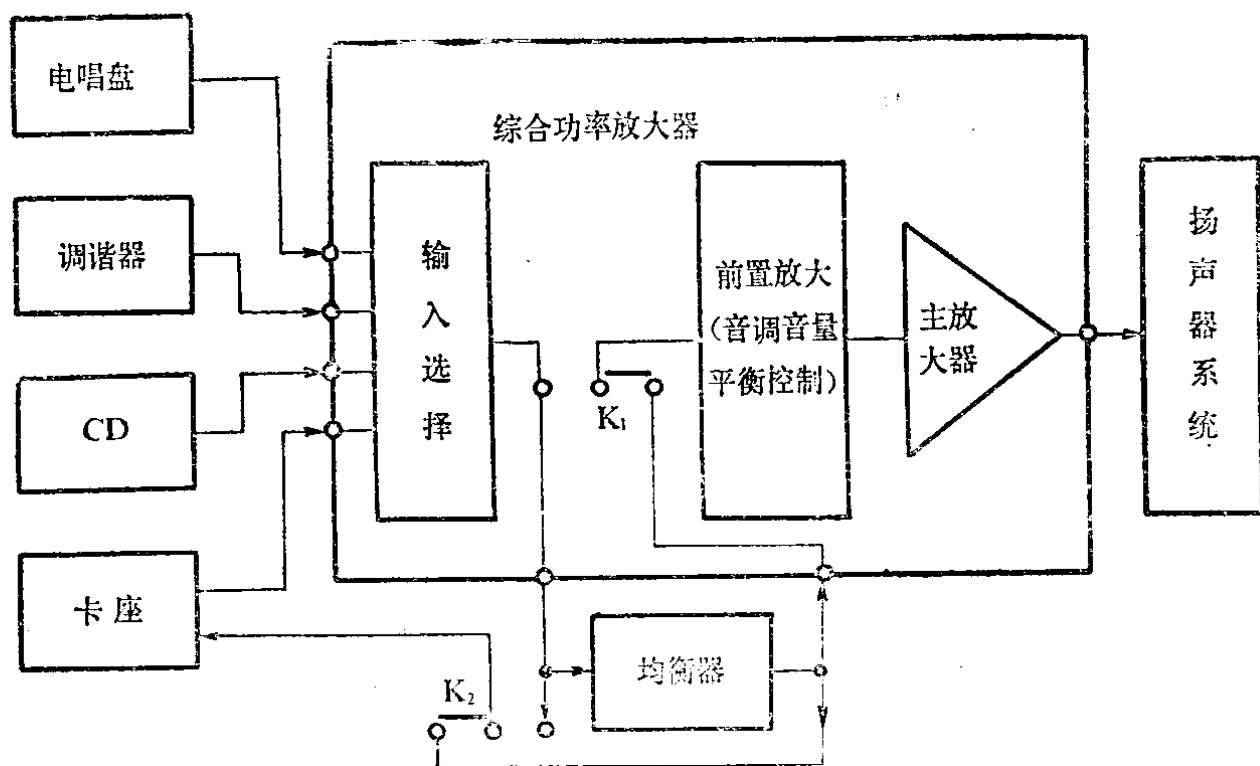 电唱盘
综合功率放大器
调谐器
CD
卡座
输
入
选
择
K₁
前置放大
(音调音量
平衡控制)
主放
大器
扬
声
器
系
统
均衡器
K₂